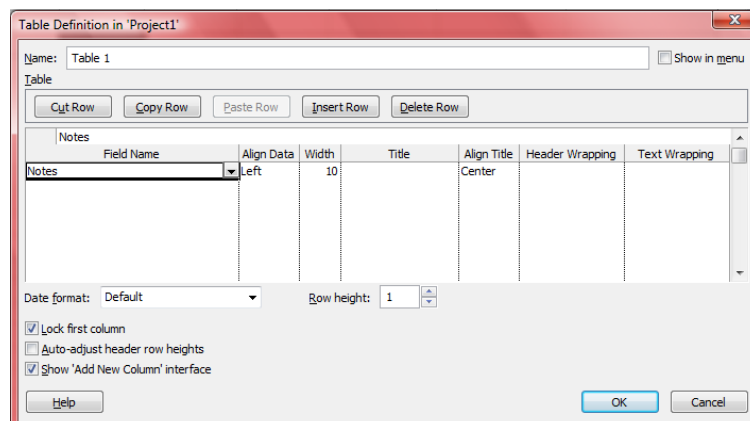 Table Definition in 'Project1'
Name: Table 1 Show in menu
Table
Cut Row Copy Row Paste Row Insert Row Delete Row
Notes
Field Name Align Data Width Title Align Title Header Wrapping Text Wrapping
Notes Left 10 Center
Date format: Default Row height: 1
Lock first column
Auto-adjust header row heights
Show 'Add New Column' interface
Help OK Cancel